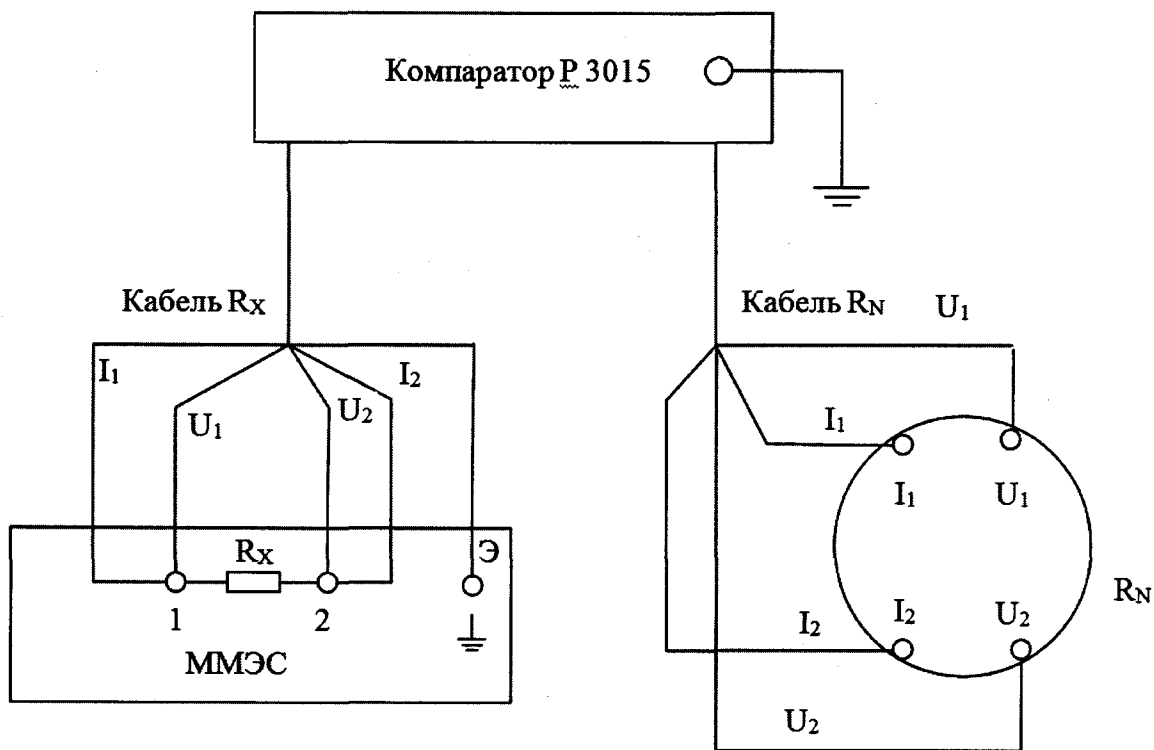 Компаратор Р 3015
Кабель RX
Кабель RN
U1
I1
I2
U1
U2
I1
I1
U1
RX
Э
1
2
ММЭС
I2
I2
U2
RN
U2